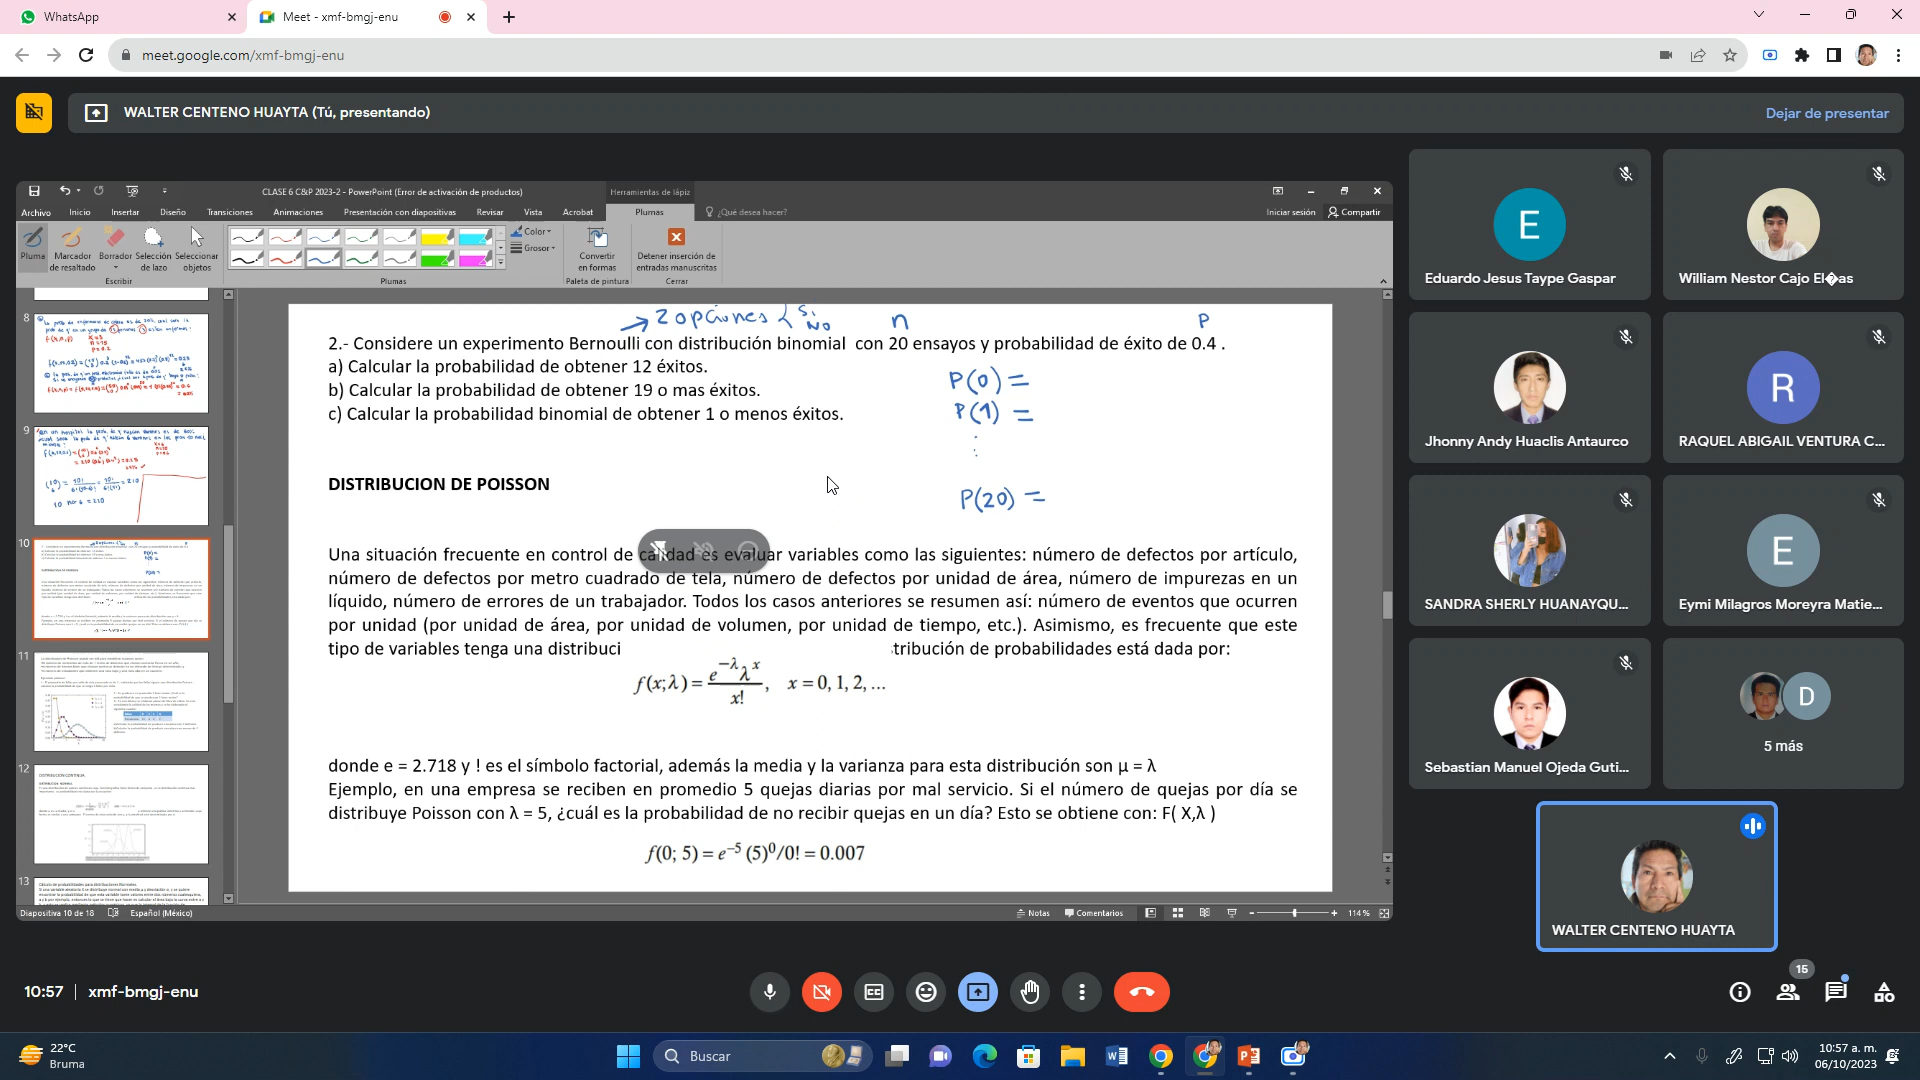 WhatsApp
Meet - xmf-bmgj-enu
meet.google.com/xmf-bmgj-enu
WALTER CENTENO HUAYTA (Tú, presentando)
Dejar de presentar
CLASE 6 C&P 2023-2 - PowerPoint (Error de activación de productos)
Herramientas de lápiz
Archivo Inicio Insertar Diseño Transiciones Animaciones Presentación con diapositivas Revisar Vista Acrobat Plumas ¿Qué desea hacer?
Iniciar sesión Compartir
Pluma Marcador de resaltado Borrador Selección de lazo Seleccionar objetos
Color
Grosor
Convertir en formas
Detener inserción de entradas manuscritas
Escribir Plumas Paleta de pintura Cerrar
8
9
10
11
12
DISTRIBUCION CONTINUA
13
→ 2 opciones < Si
NO
n
P
2.- Considere un experimento Bernoulli con distribución binomial con 20 ensayos y probabilidad de éxito de 0.4 .
a) Calcular la probabilidad de obtener 12 éxitos.
b) Calcular la probabilidad de obtener 19 o mas éxitos.
c) Calcular la probabilidad binomial de obtener 1 o menos éxitos.
P(0) =
P(1) =
:
P(20) =
DISTRIBUCION DE POISSON
Una situación frecuente en control de calidad es evaluar variables como las siguientes: número de defectos por artículo,
número de defectos por metro cuadrado de tela, número de defectos por unidad de área, número de impurezas en un
líquido, número de errores de un trabajador. Todos los casos anteriores se resumen así: número de eventos que ocurren
por unidad (por unidad de área, por unidad de volumen, por unidad de tiempo, etc.). Asimismo, es frecuente que este
tipo de variables tenga una distribuci tribución de probabilidades está dada por:
f(x;λ) = e^−λ λ^x / x!, x = 0, 1, 2, ...
donde e = 2.718 y ! es el símbolo factorial, además la media y la varianza para esta distribución son μ = λ
Ejemplo, en una empresa se reciben en promedio 5 quejas diarias por mal servicio. Si el número de quejas por día se
distribuye Poisson con λ = 5, ¿cuál es la probabilidad de no recibir quejas en un día? Esto se obtiene con: F( X,λ )
f(0; 5) = e^−5 (5)^0/0! = 0.007
Diapositiva 10 de 18 Español (México)
Notas Comentarios 114 %
E
Eduardo Jesus Taype Gaspar
William Nestor Cajo El�as
Jhonny Andy Huaclis Antaurco
R
RAQUEL ABIGAIL VENTURA C...
SANDRA SHERLY HUANAYQU...
E
Eymi Milagros Moreyra Matie...
Sebastian Manuel Ojeda Guti...
D
5 más
WALTER CENTENO HUAYTA
10:57 | xmf-bmgj-enu
15
22°C
Bruma
Buscar
10:57 a. m.
06/10/2023